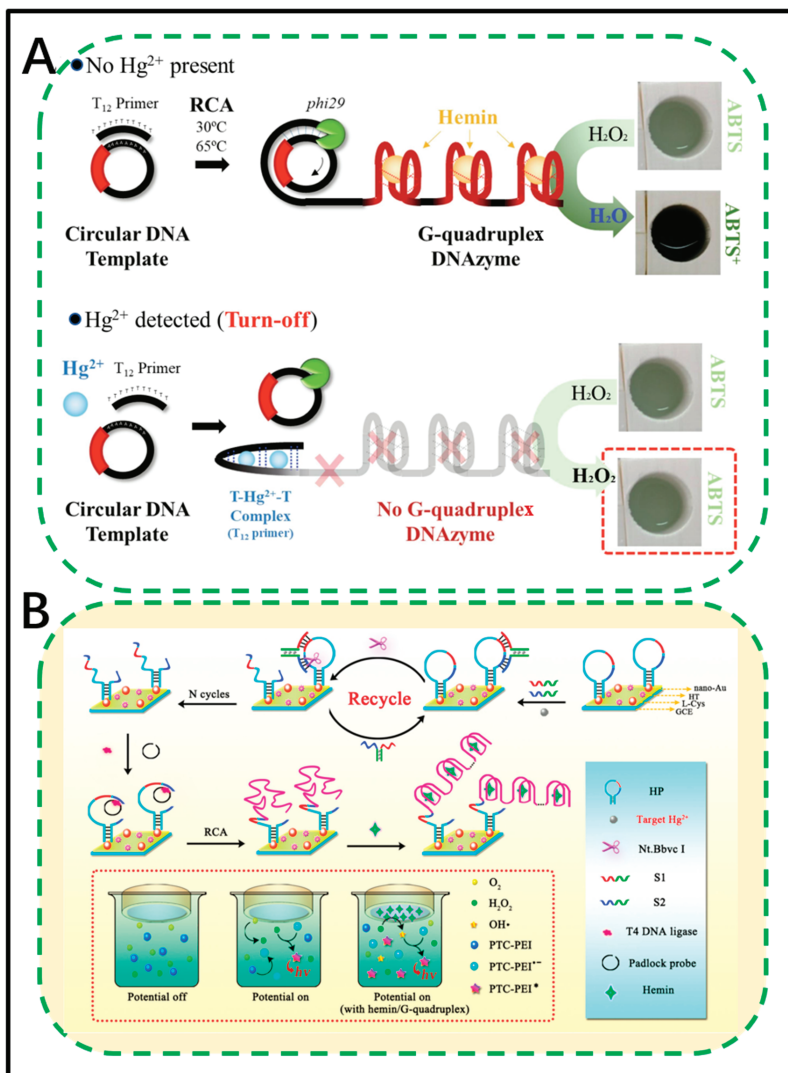 A
No Hg²⁺ present
T₁₂ Primer
RCA
30ºC
65ºC
phi29
Hemin
H₂O₂
ABTS
H₂O
ABTS⁺
Circular DNA
Template
G-quadruplex
DNAzyme
Hg²⁺ detected (Turn-off)
Hg²⁺
T₁₂ Primer
H₂O₂
ABTS
H₂O₂
ABTS
Circular DNA
Template
T-Hg²⁺-T
Complex
(T₁₂ primer)
No G-quadruplex
DNAzyme
B
N cycles
Recycle
nano-Au
HT
L-Cys
GCE
RCA
HP
Target Hg²⁺
Nt.Bbvc I
S1
S2
T4 DNA ligase
Padlock probe
Hemin
O₂
H₂O₂
OH•
PTC-PEI
PTC-PEI•−
PTC-PEI*
hv
hv
Potential off
Potential on
Potential on
(with hemin/G-quadruplex)